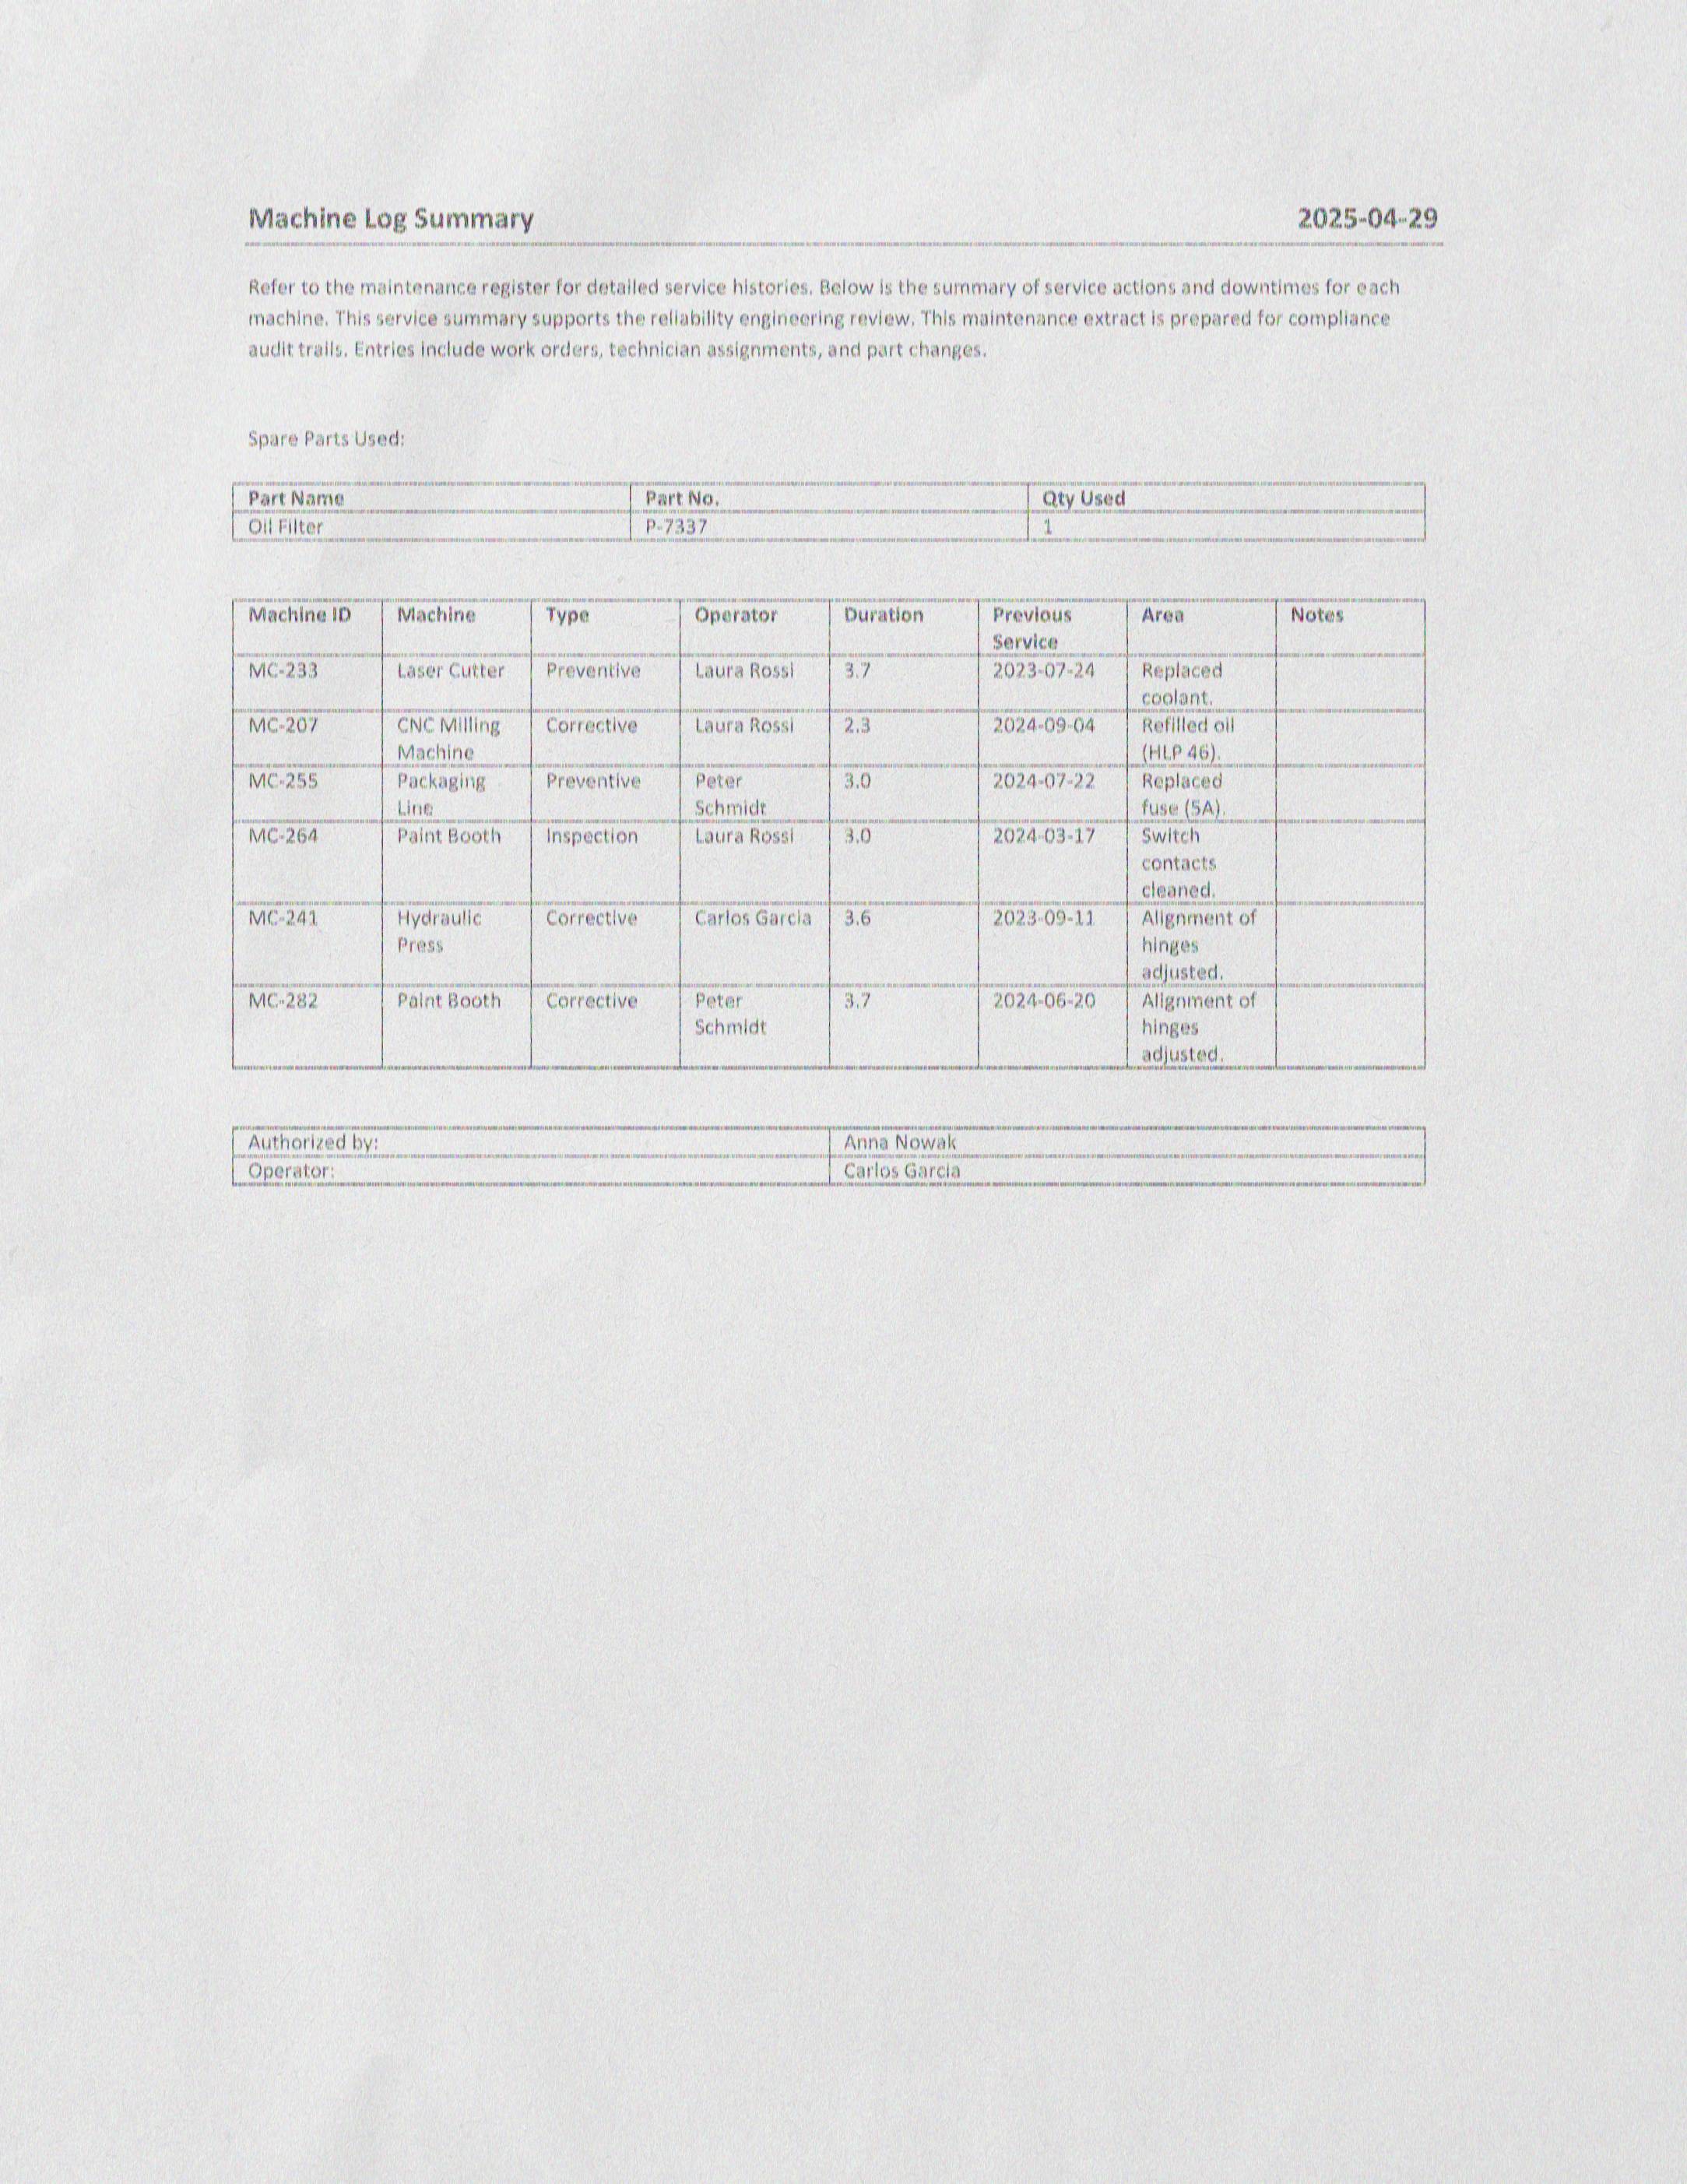 Machine Log Summary 2025-04-29
Refer to the maintenance register for detailed service histories. Below is the summary of service actions and downtimes for each
machine. This service summary supports the reliability engineering review. This maintenance extract is prepared for compliance
audit trails. Entries include work orders, technician assignments, and part changes.
Spare Parts Used:
Part Name Part No. Qty Used
Oil Filter P-7337 1
Machine ID Machine Type Operator Duration Previous Area Notes
Service
MC-233 Laser Cutter Preventive Laura Rossi 3.7 2023-07-24 Replaced
coolant.
MC-207 CNC Milling Corrective Laura Rossi 2.3 2024-09-04 Refilled oil
Machine (HLP 46).
MC-255 Packaging Preventive Peter 3.0 2024-07-22 Replaced
Line Schmidt fuse (5A).
MC-264 Paint Booth Inspection Laura Rossi 3.0 2024-03-17 Switch
contacts
cleaned.
MC-241 Hydraulic Corrective Carlos Garcia 3.6 2023-09-11 Alignment of
Press hinges
adjusted.
MC-282 Paint Booth Corrective Peter 3.7 2024-06-20 Alignment of
Schmidt hinges
adjusted.
Authorized by: Anna Nowak
Operator: Carlos Garcia